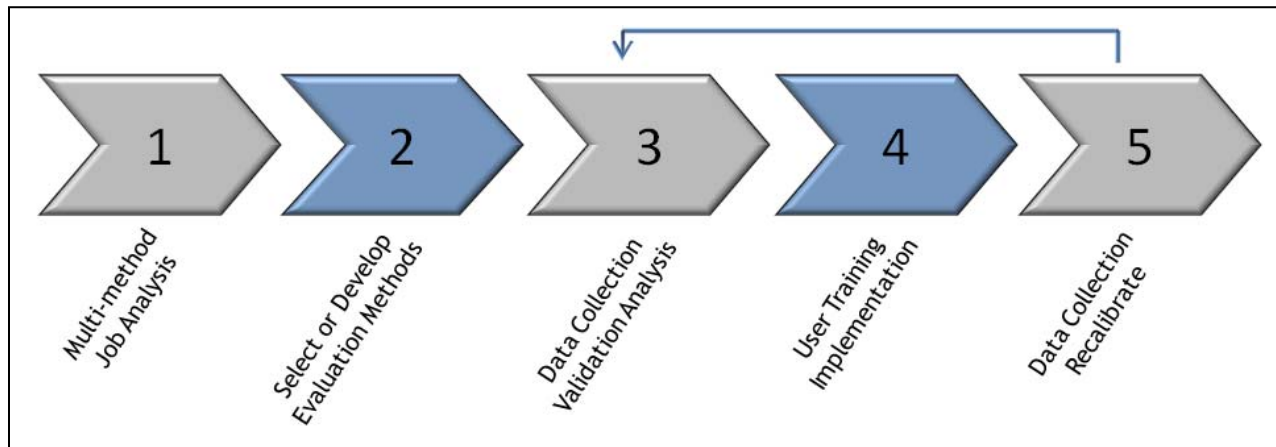 1
2
3
4
5
Multi-method
Job Analysis
Select or Develop
Evaluation Methods
Data Collection
Validation Analysis
User Training
Implementation
Data Collection
Recalibrate